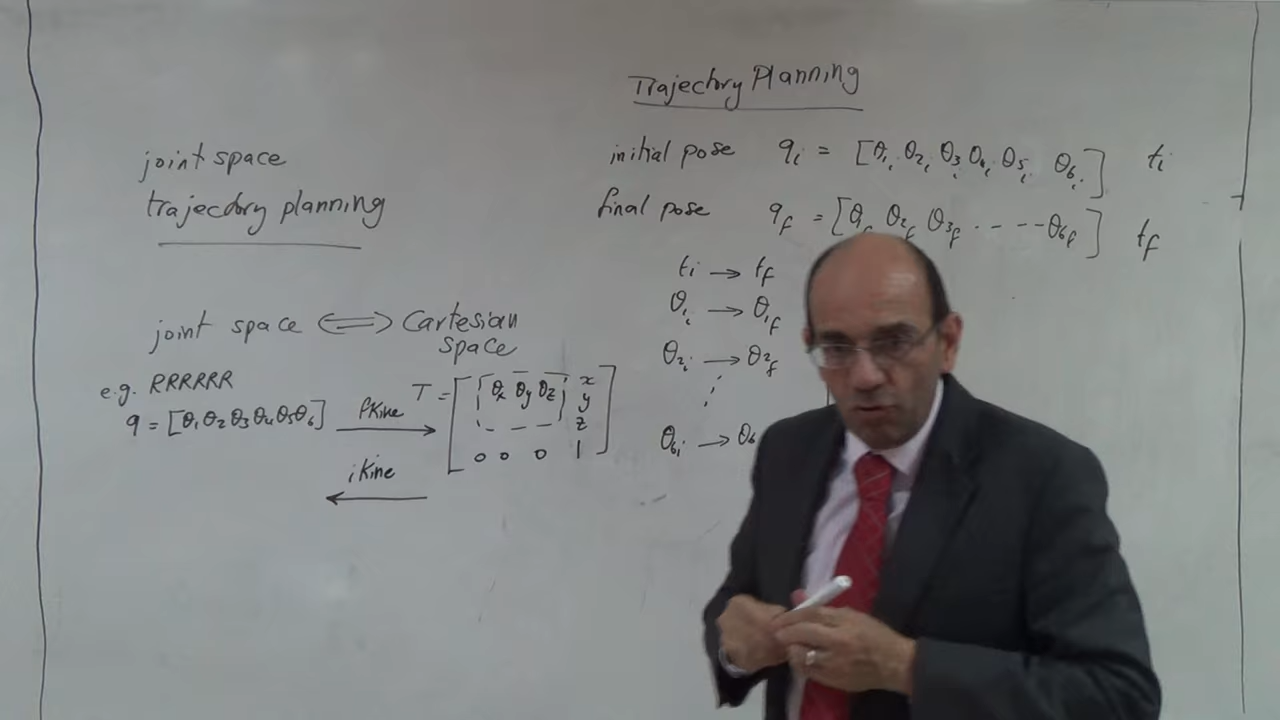 Trajectory Planning
joint space
trajectory planning
initial pose qi = [θ1i θ2i θ3i θ4i θ5i θ6i] ti
final pose qf = [θ1f θ2f θ3f ----- θ6f] tf
ti → tf
θ1i → θ1f
θ2i → θ2f
θ6i → θ6
joint space ⟺ Cartesian
space
e.g. RRRRRR
q = [θ1 θ2 θ3 θ4 θ5 θ6]
fkine
ikine
T = [ θx θy θz x
y
z
0 0 0 1 ]